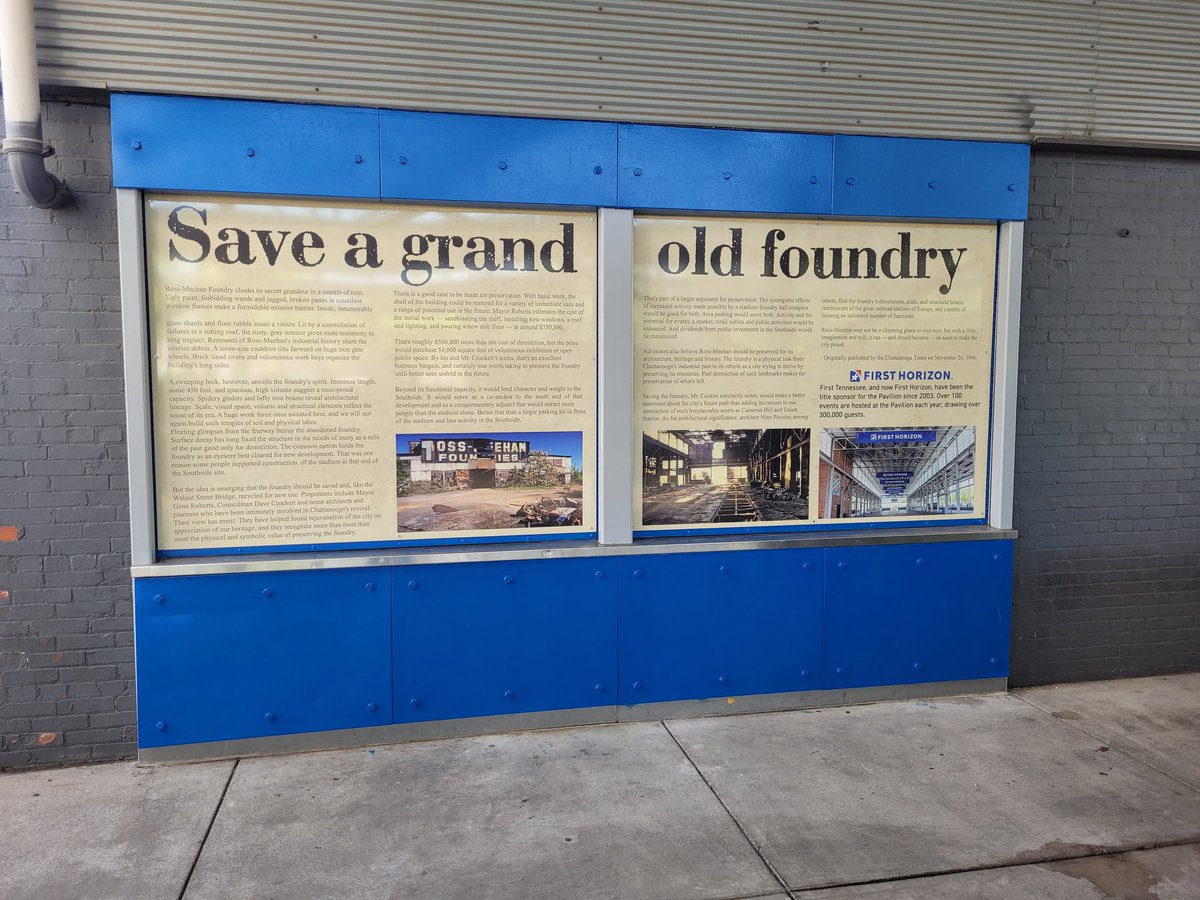 Save a grand
old foundry
Ross-Meehan Foundry cloaks its secret grandeur in a mantle of ruin.
Ugly paint, forbidding weeds and jagged, broken panes in countless
window frames make a formidable exterior barrier. Inside, innumerable
glass shards and floor rubble assail a visitor. Lit by a constellation of
failures in a rotting roof, the rusty, gray interior gives mute testimony to
long neglect. Remnants of Ross-Meehan's industrial history share the
interior debris. A room-size cauldron tilts forward on huge iron gear
wheels. Brick-lined ovens and voluminous work bays organize the
building's long sides.
A sweeping look, however, unveils the foundry's spirit. Immense length,
some 450 feet, and spacious, high volume suggest a once-proud
capacity. Spidery girders and lofty iron beams reveal architectural
lineage. Scale, visual space, volume and structural elements reflect the
sense of its era. A huge work force once sweated here, and we will not
again build such temples of toil and physical labor.
Fleeting glimpses from the freeway betray the abandoned foundry.
Surface decay has long fixed the structure in the minds of many as a relic
of the past good only for demolition. The common notion holds the
foundry as an eyesore best cleared for new development. That was one
reason some people supported construction of the stadium at that end of
the Southside site.
But the idea is emerging that the foundry should be saved and, like the
Walnut Street Bridge, recycled for new use. Proponents include Mayor
Gene Roberts, Councilman Dave Crockett and some architects and
planners who have been intimately involved in Chattanooga's revival.
Their view has merit: They have helped found rejuvenation of the city on
appreciation of our heritage, and they recognize more than most than
most the physical and symbolic value of preserving the foundry.
There is a good case to be made for preservation. With basic work, the
shell of the building could be restored for a variety of immediate uses and
a range of potential use in the future. Mayor Roberts estimates the cost of
the initial work — sandblasting the shell, installing new windows, a roof
and lighting, and pouring a new slab floor — at around $750,000.
That's roughly $500,000 more than the cost of demolition, but the price
would purchase 55,000 square feet of voluminous exhibition or open
public space. By his and Mr. Crockett's terms, that's an excellent
business bargain, and certainly one worth taking to preserve the foundry
until better uses unfold in the future.
Beyond its functional capacity, it would lend character and weight to the
Southside. It would serve as a co-anchor to the south end of that
development and as a complementary adjunct that would attract more
people than the stadium alone. Better that than a larger parking lot in front
of the stadium and less activity in the Southside.
ROSS-MEEHAN
FOUNDRIES
That's part of a larger argument for preservation. The synergistic effects
of increased activity made possible by a stadium-foundry hall complex
would be good for both. Area parking would serve both. Activity and the
potential for events, a market, retail outlets and public activities would be
enhanced. And dividends from public investment in the Southside would
be maximized.
Advocates also believe Ross-Meehan should be preserved for its
architecture, heritage and history. The foundry is a physical link from
Chattanooga's industrial past to its rebirth as a city trying to thrive by
preserving its resources. Past destruction of such landmarks makes for
preservation of what's left.
Saving the foundry, Mr. Cockett succinctly notes, would make a better
statement about the city's future path than adding its carcass to our
destruction of such irreplaceable assets as Cameron Hill and Union
Station. As for architectural significance, architect Nino Piccolo, among
others, find the foundry's dimensions, scale, and structural beams
reminiscent of the great railroad stations of Europe, and capable of
housing an unlimited number of functions.
Ross-Meehan may not be a charming place to visit now, but with a little
imagination and will, it can — and should become — an asset to make the
city proud.
- Originally published by the Chattanooga Times on November 26, 1996.
FIRST HORIZON.
First Tennessee, and now First Horizon, have been the
title sponsor for the Pavilion since 2003. Over 100
events are hosted at the Pavilion each year, drawing over
300,000 guests.
FIRST HORIZON